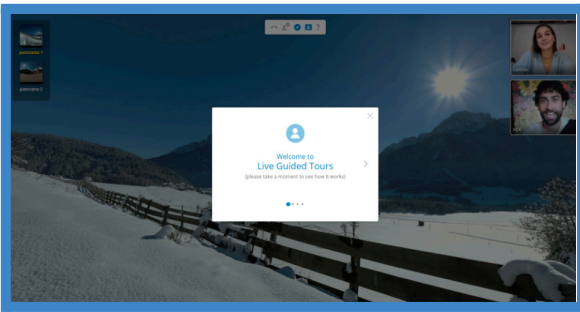 panorama 1
panorama 2
?
Welcome to
Live Guided Tours
[please take a moment to see how it works]